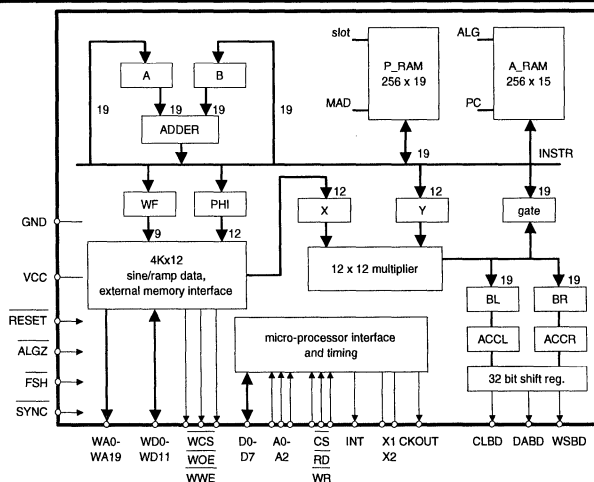 slot
P_RAM
256 x 19
MAD
ALG
A_RAM
256 x 15
PC
A
B
19
19
19
19
ADDER
19
INSTR
WF
PHI
9
12
12
X
12
Y
19
gate
GND
VCC
RESET
ALGZ
FSH
SYNC
4Kx12
sine/ramp data,
external memory interface
12 x 12 multiplier
19
BL
19
BR
ACCL
ACCR
32 bit shift reg.
micro-processor interface
and timing
WA0-
WA19
WD0-
WD11
WCS
WOE
WWE
D0-
D7
A0-
A2
CS
RD
WR
INT
X1
X2
CKOUT
CLBD
DABD
WSBD